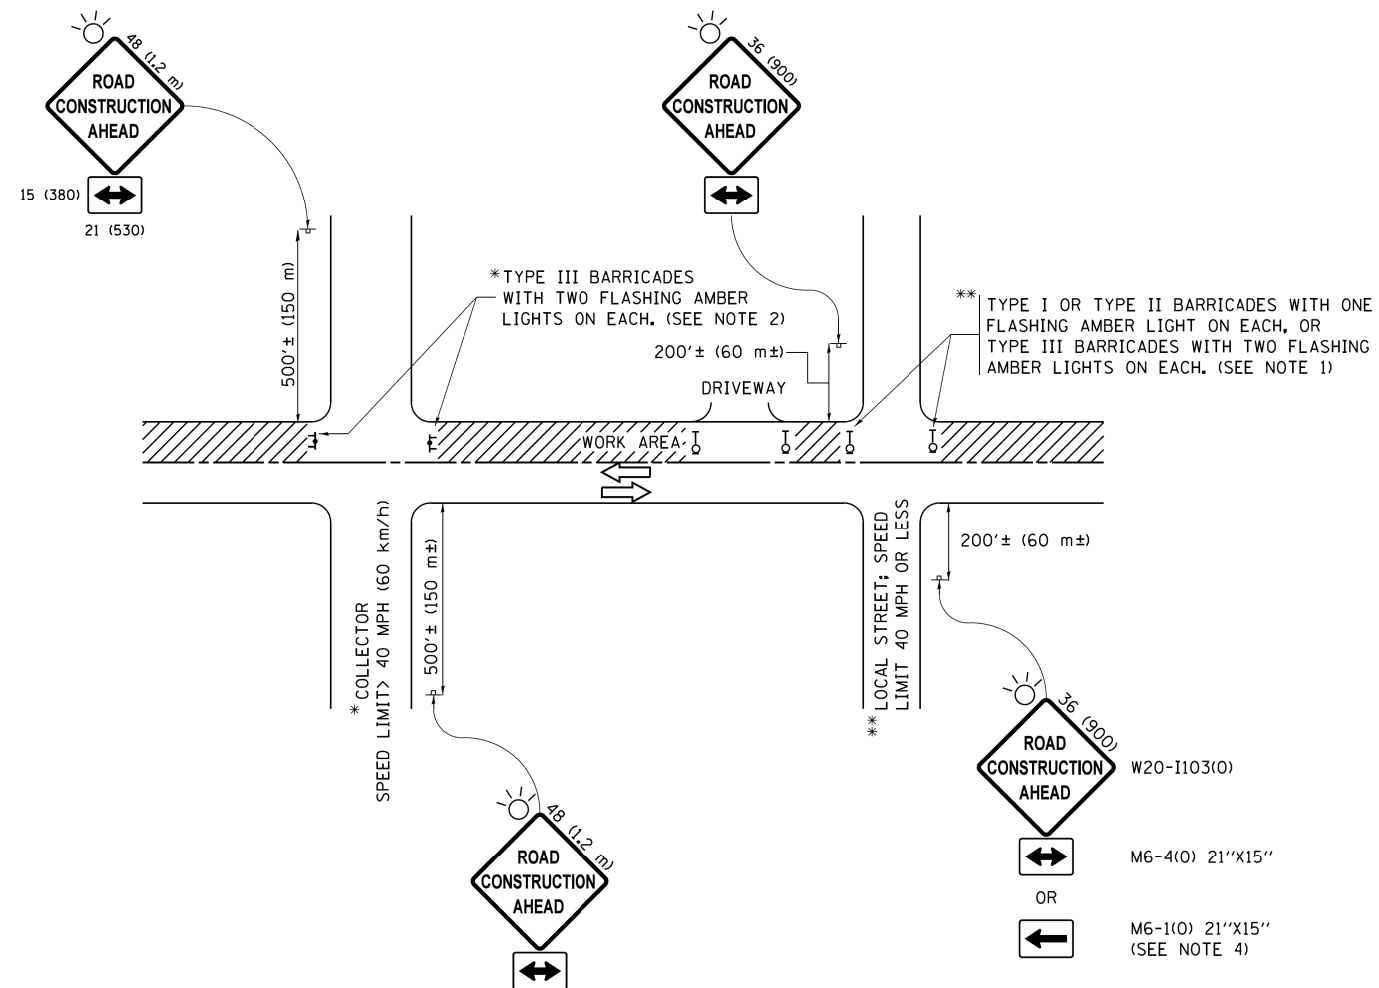 48 (1.2 m)
ROAD
CONSTRUCTION
AHEAD
15 (380)
21 (530)
36 (900)
ROAD
CONSTRUCTION
AHEAD
500'± (150 m)
*TYPE III BARRICADES
WITH TWO FLASHING AMBER
LIGHTS ON EACH. (SEE NOTE 2)
200'± (60 m±)
DRIVEWAY
** TYPE I OR TYPE II BARRICADES WITH ONE
FLASHING AMBER LIGHT ON EACH, OR
TYPE III BARRICADES WITH TWO FLASHING
AMBER LIGHTS ON EACH. (SEE NOTE 1)
WORK AREA
* COLLECTOR
SPEED LIMIT> 40 MPH (60 km/h)
500'± (150 m±)
**LOCAL STREET; SPEED
LIMIT 40 MPH OR LESS
200'± (60 m±)
48 (1.2 m)
ROAD
CONSTRUCTION
AHEAD
36 (900)
ROAD
CONSTRUCTION
AHEAD
W20-I103(O)
M6-4(O) 21''X15''
OR
M6-1(O) 21''X15''
(SEE NOTE 4)